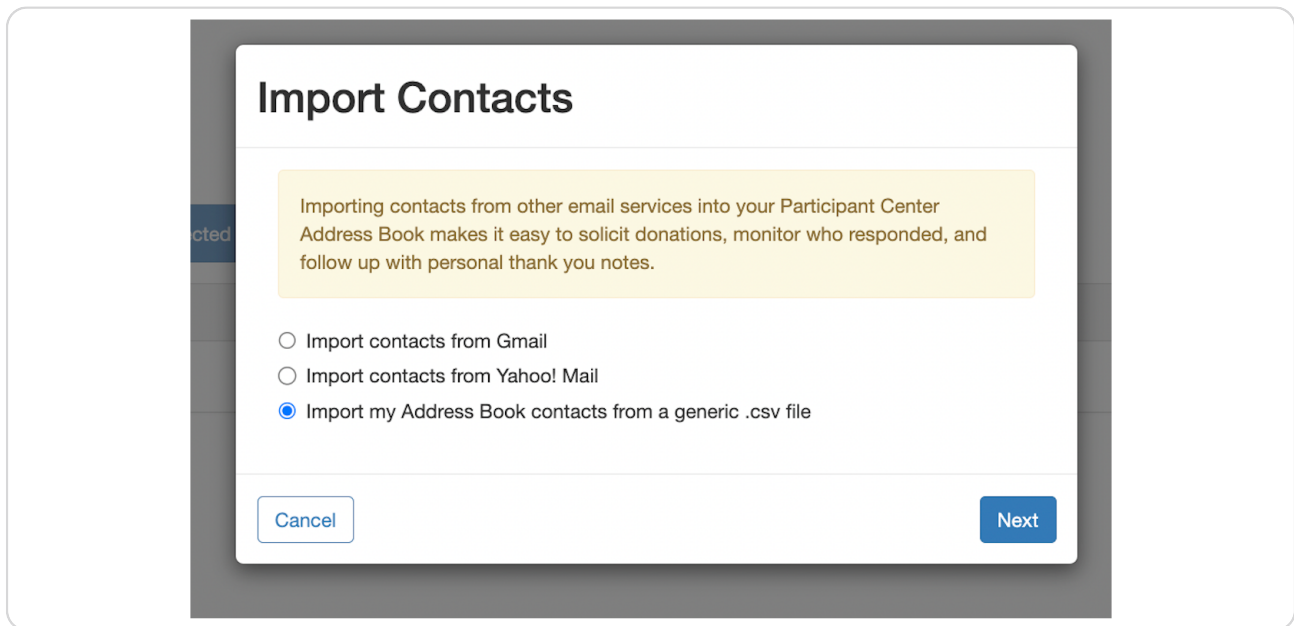 Import Contacts
Importing contacts from other email services into your Participant Center
Address Book makes it easy to solicit donations, monitor who responded, and
follow up with personal thank you notes.
cted
Import contacts from Gmail
Import contacts from Yahoo! Mail
Import my Address Book contacts from a generic .csv file
Cancel
Next